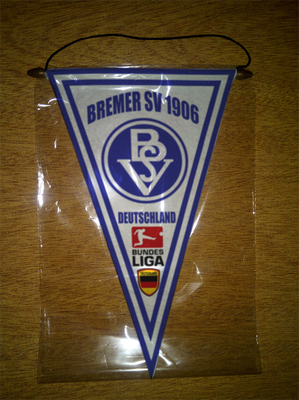 BREMER SV 1906
BSV
DEUTSCHLAND
BUNDES
LIGA